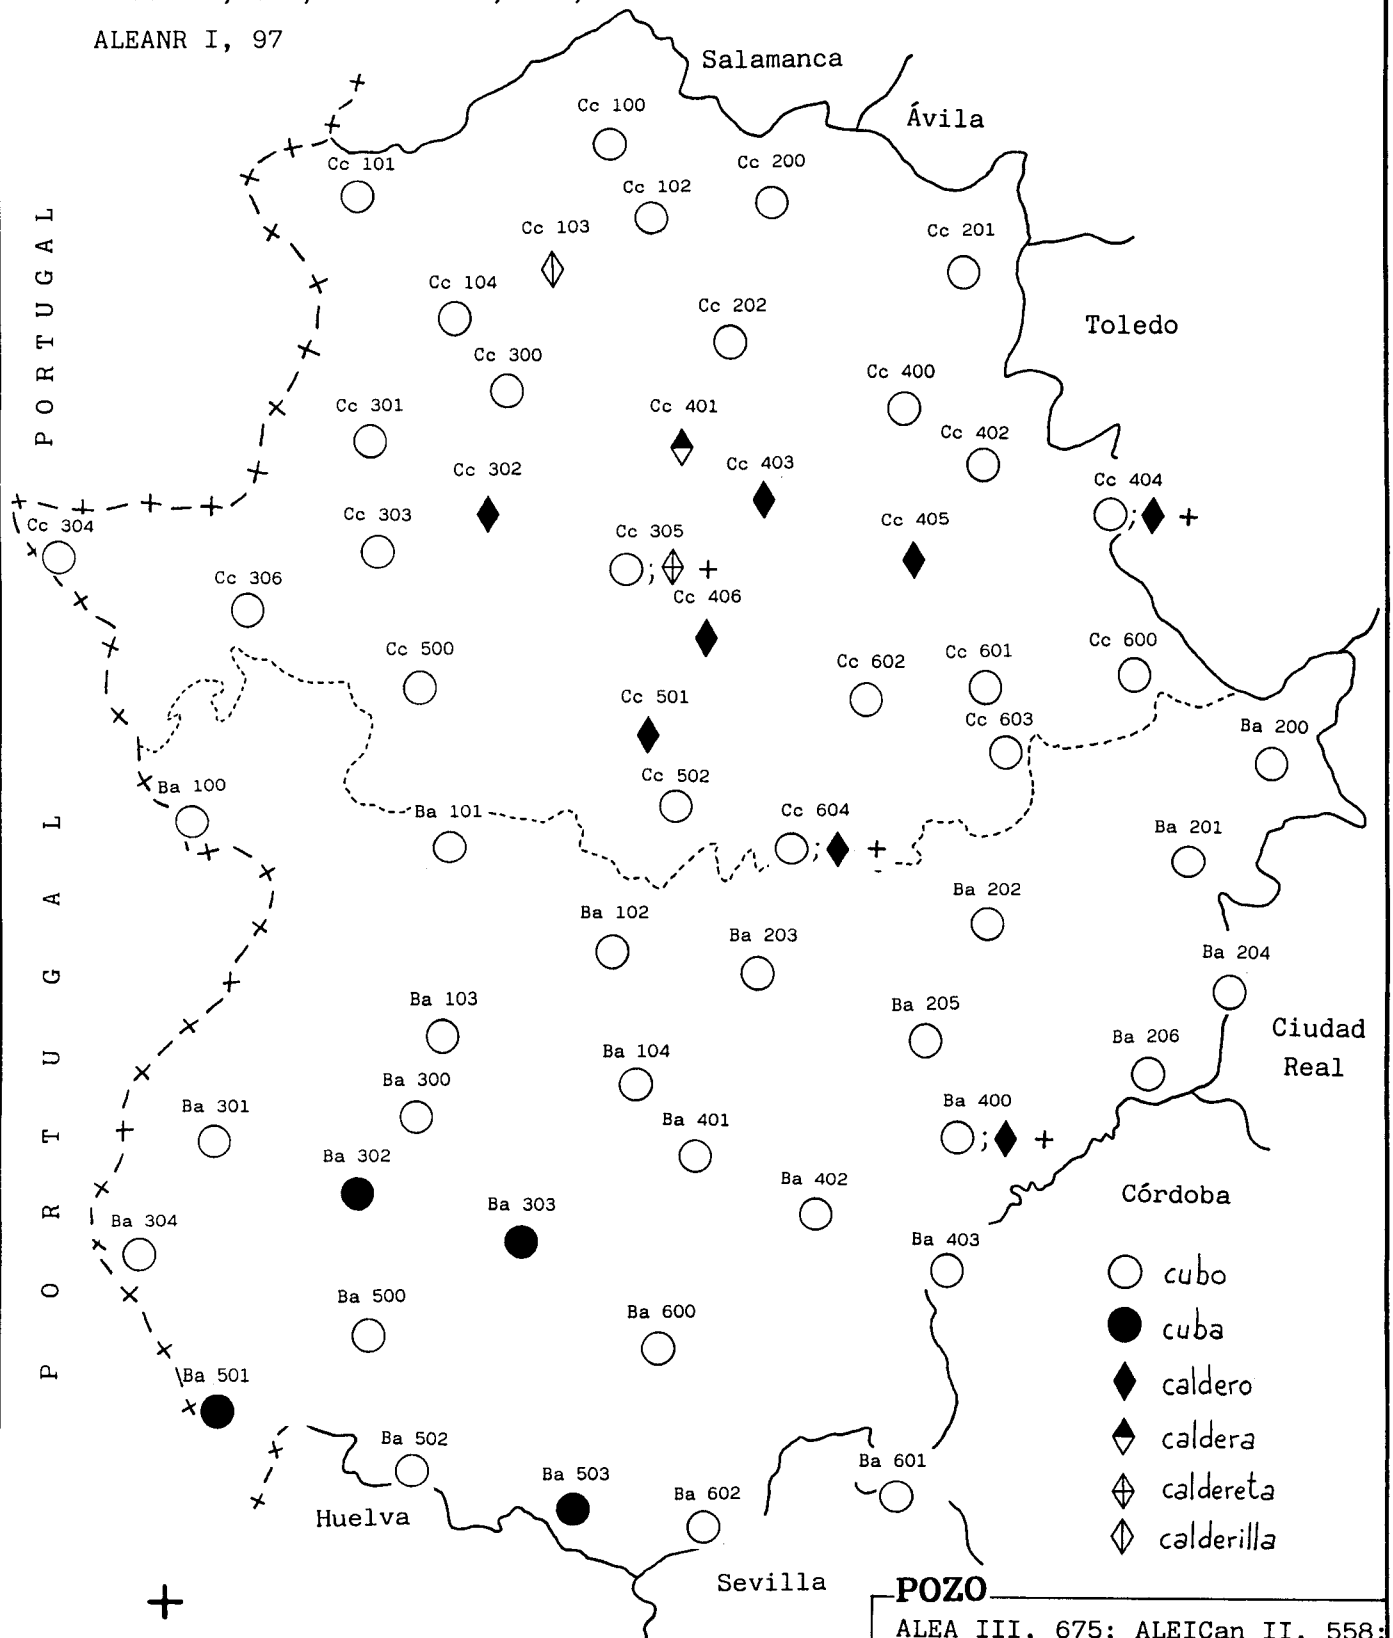 ALEANR I, 97
Salamanca
Cc 100
Ávila
Cc 101
Cc 200
Cc 102
Cc 103
Cc 201
PORTUGAL
Cc 104
Cc 202
Toledo
Cc 300
Cc 400
Cc 301
Cc 401
Cc 402
Cc 302
Cc 403
Cc 404
; +
Cc 303
Cc 405
Cc 304
Cc 305
; +
Cc 306
Cc 406
Cc 500
Cc 602
Cc 601
Cc 600
Cc 501
Cc 603
Ba 200
Cc 502
Ba 100
Ba 101
Cc 604
; +
Ba 201
PORTUGAL
Ba 202
Ba 102
Ba 203
Ba 204
Ba 103
Ba 205
Ciudad
Real
Ba 206
Ba 104
Ba 300
Ba 301
Ba 401
Ba 400
; +
Ba 302
Ba 402
Córdoba
Ba 303
Ba 304
Ba 403
cubo
Ba 500
Ba 600
cuba
Ba 501
caldero
Ba 502
caldera
Ba 503
Ba 601
Ba 602
caldereta
Huelva
calderilla
Sevilla
+
POZO
ALEA III, 675; ALEICan II, 558;